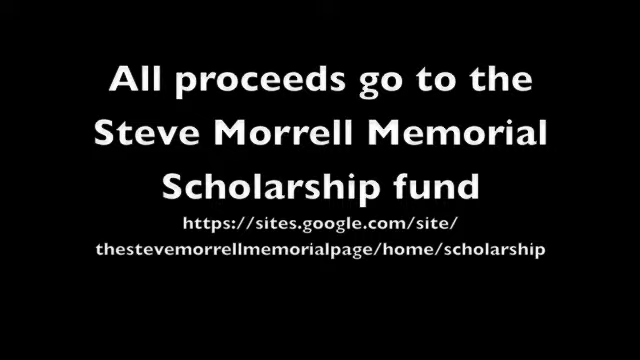 All proceeds go to the
Steve Morrell Memorial
Scholarship fund
https://sites.google.com/site/
thestevemorrellmemorialpage/home/scholarship